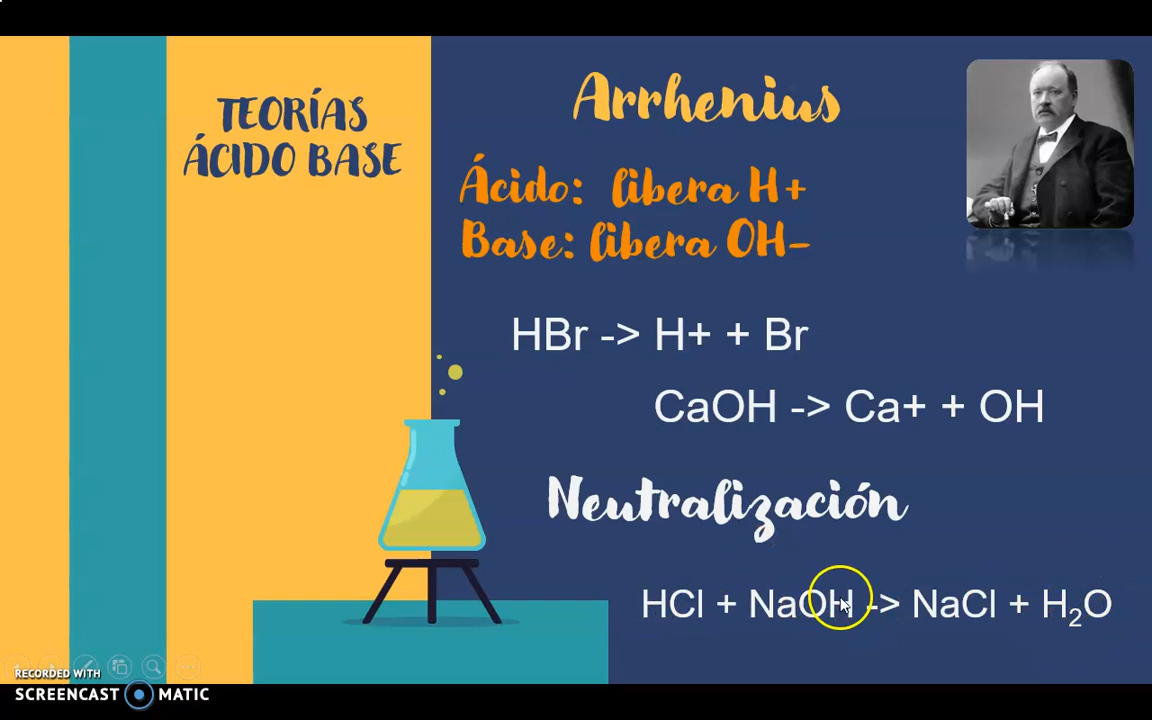 TEORÍAS
ÁCIDO BASE
Arrhenius
Ácido: libera H+
Base: libera OH-
HBr -> H+ + Br
CaOH -> Ca+ + OH
Neutralización
HCl + NaOH -> NaCl + H₂O
RECORDED WITH
SCREENCAST MATIC